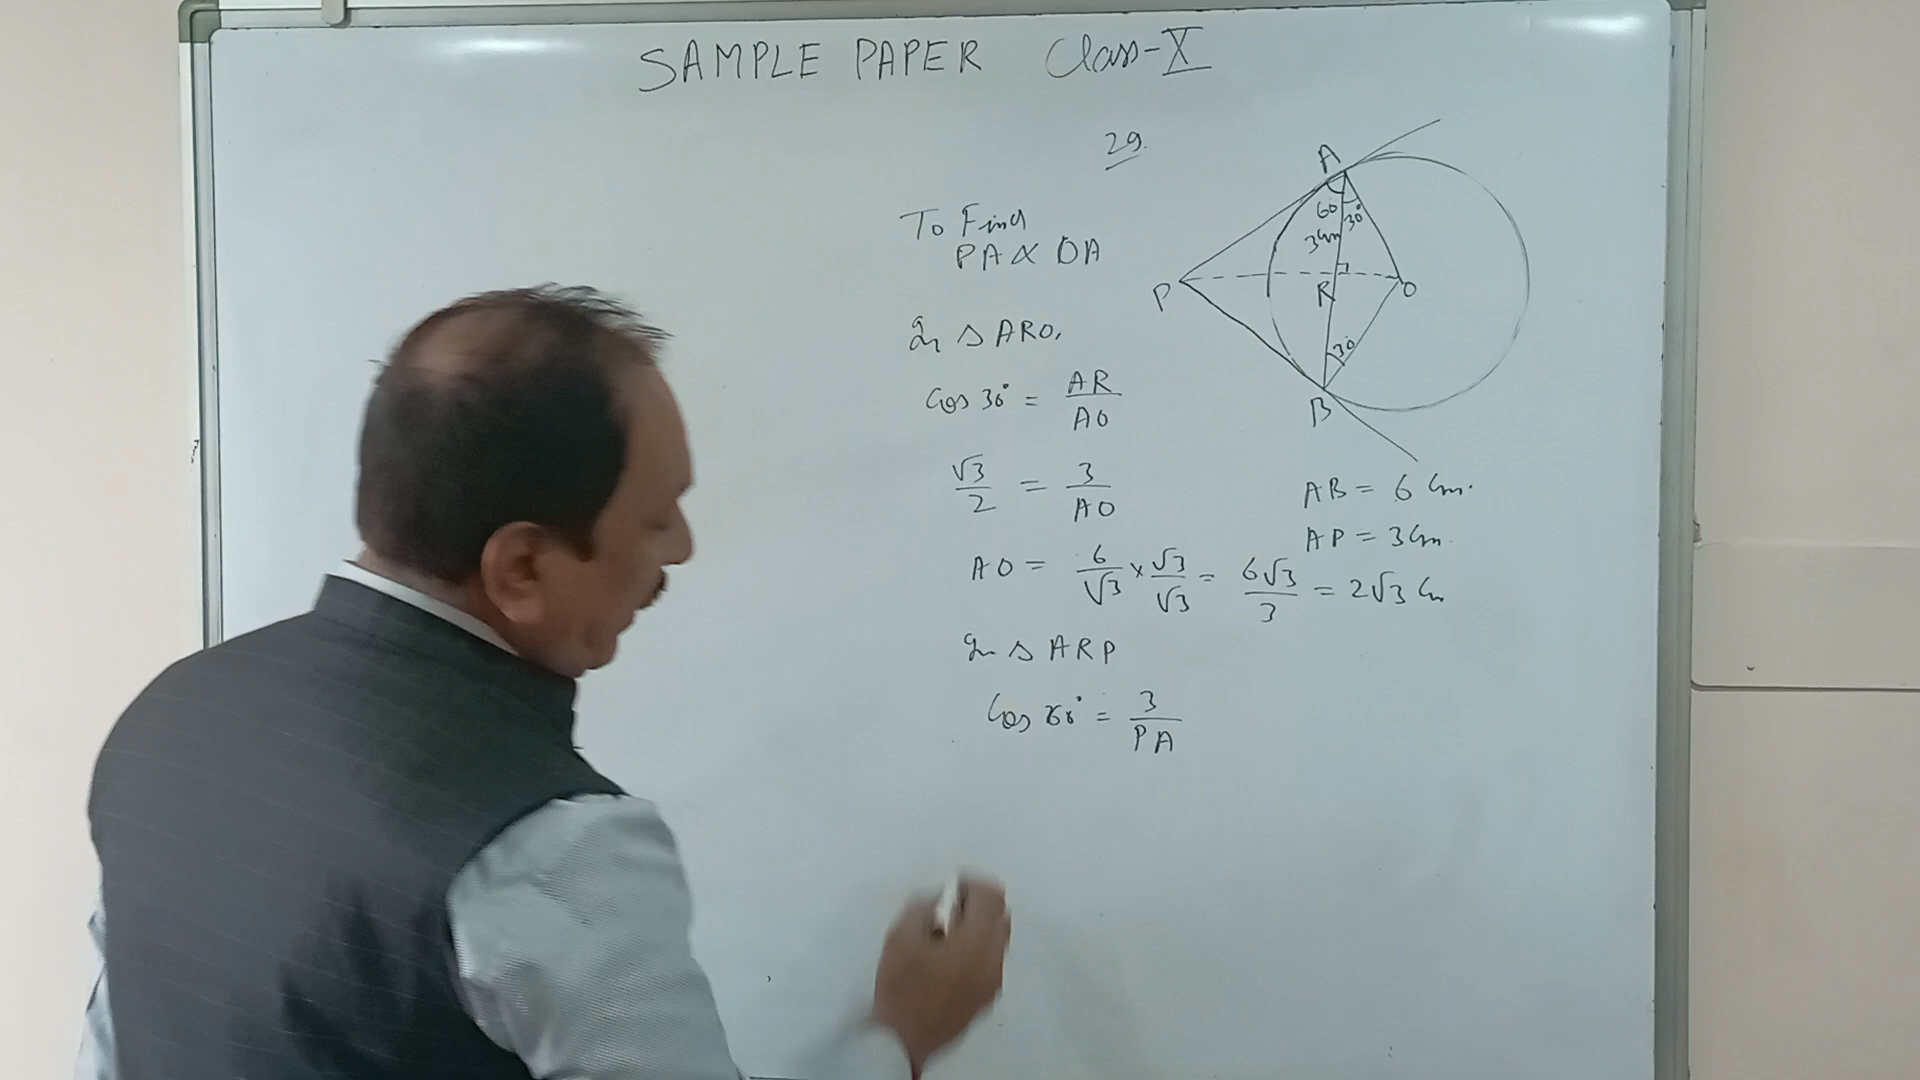 SAMPLE PAPER Class-X
29.
To Find
PA & OA
In △ ARO,
Cos 30° = AR/AO
√3/2 = 3/AO
AO = 6/√3 × √3/√3 = 6√3/3 = 2√3 Cm
In △ ARP
Cos 60° = 3/PA
A
60 30°
3Cm
P R O
30
B
AB = 6 Cm.
AP = 3Cm.